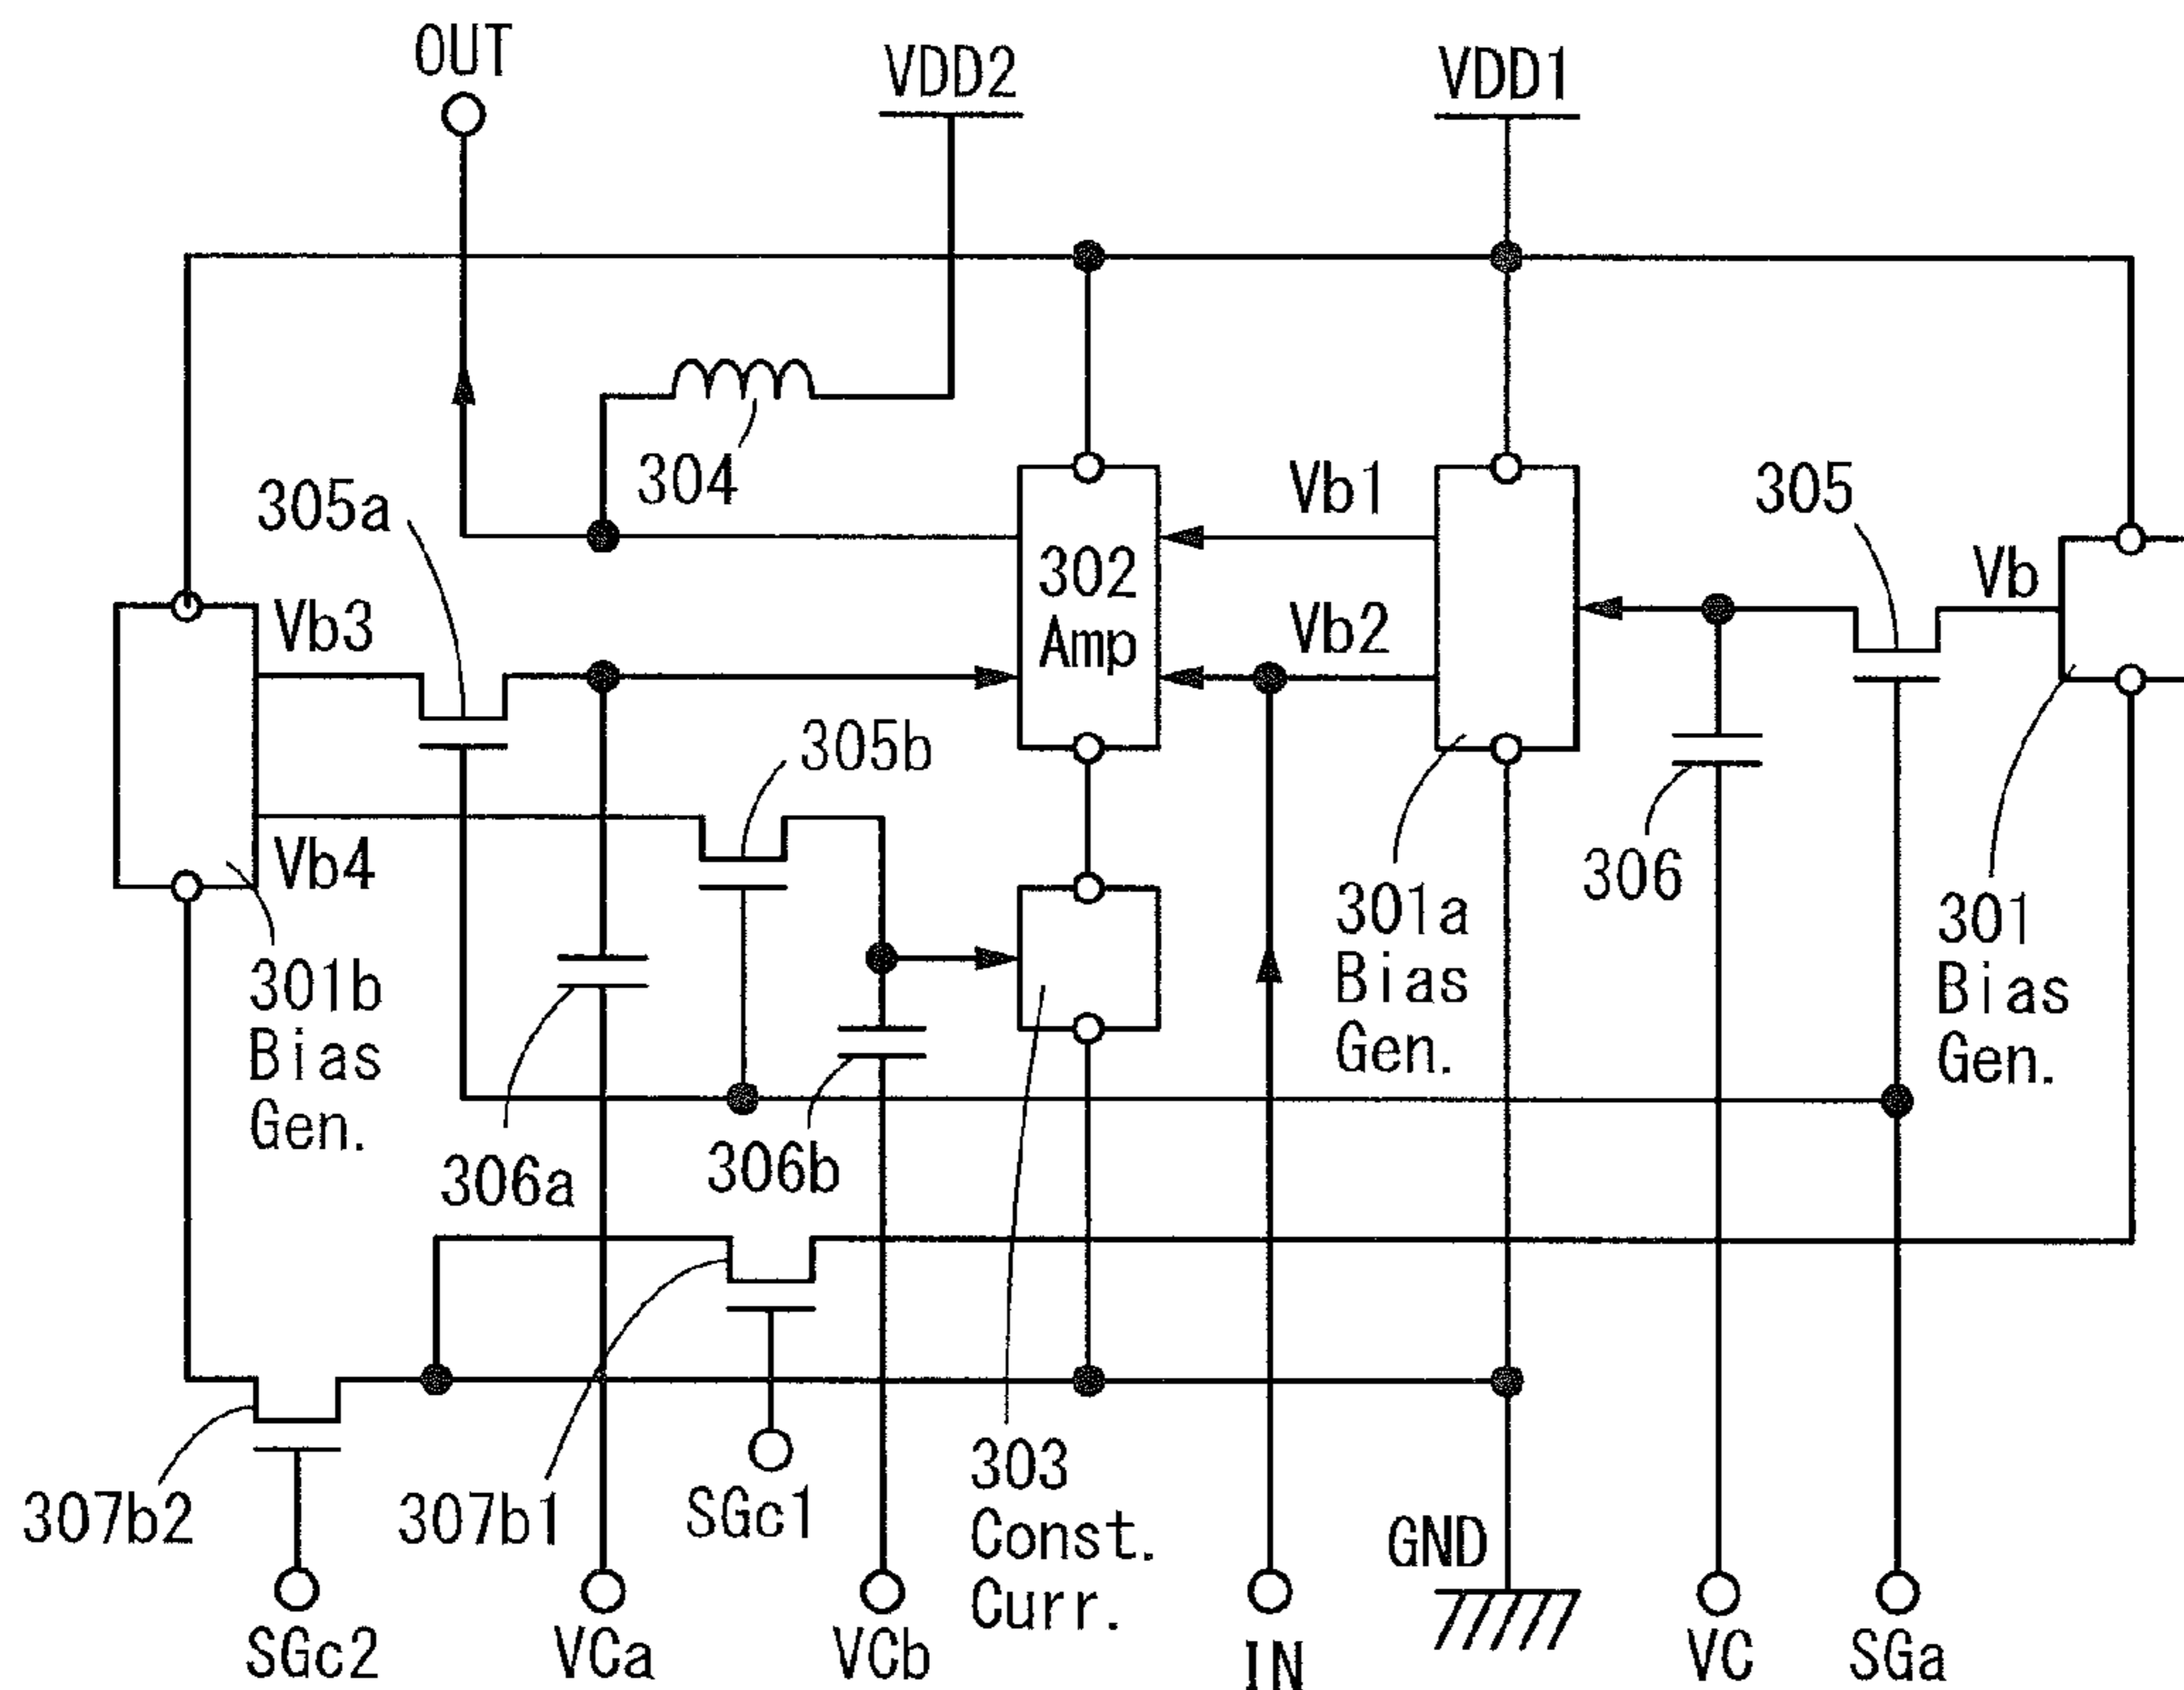 OUT
VDD2
VDD1
305a
304
Vb1
305
302
Amp
Vb
Vb3
Vb2
305b
Vb4
306
301a
Bias
Gen.
301
Bias
Gen.
301b
Bias
Gen.
306a
306b
307b2
307b1
SGc1
303
Const.
Curr.
GND
SGc2
VCa
VCb
IN
VC
SGa